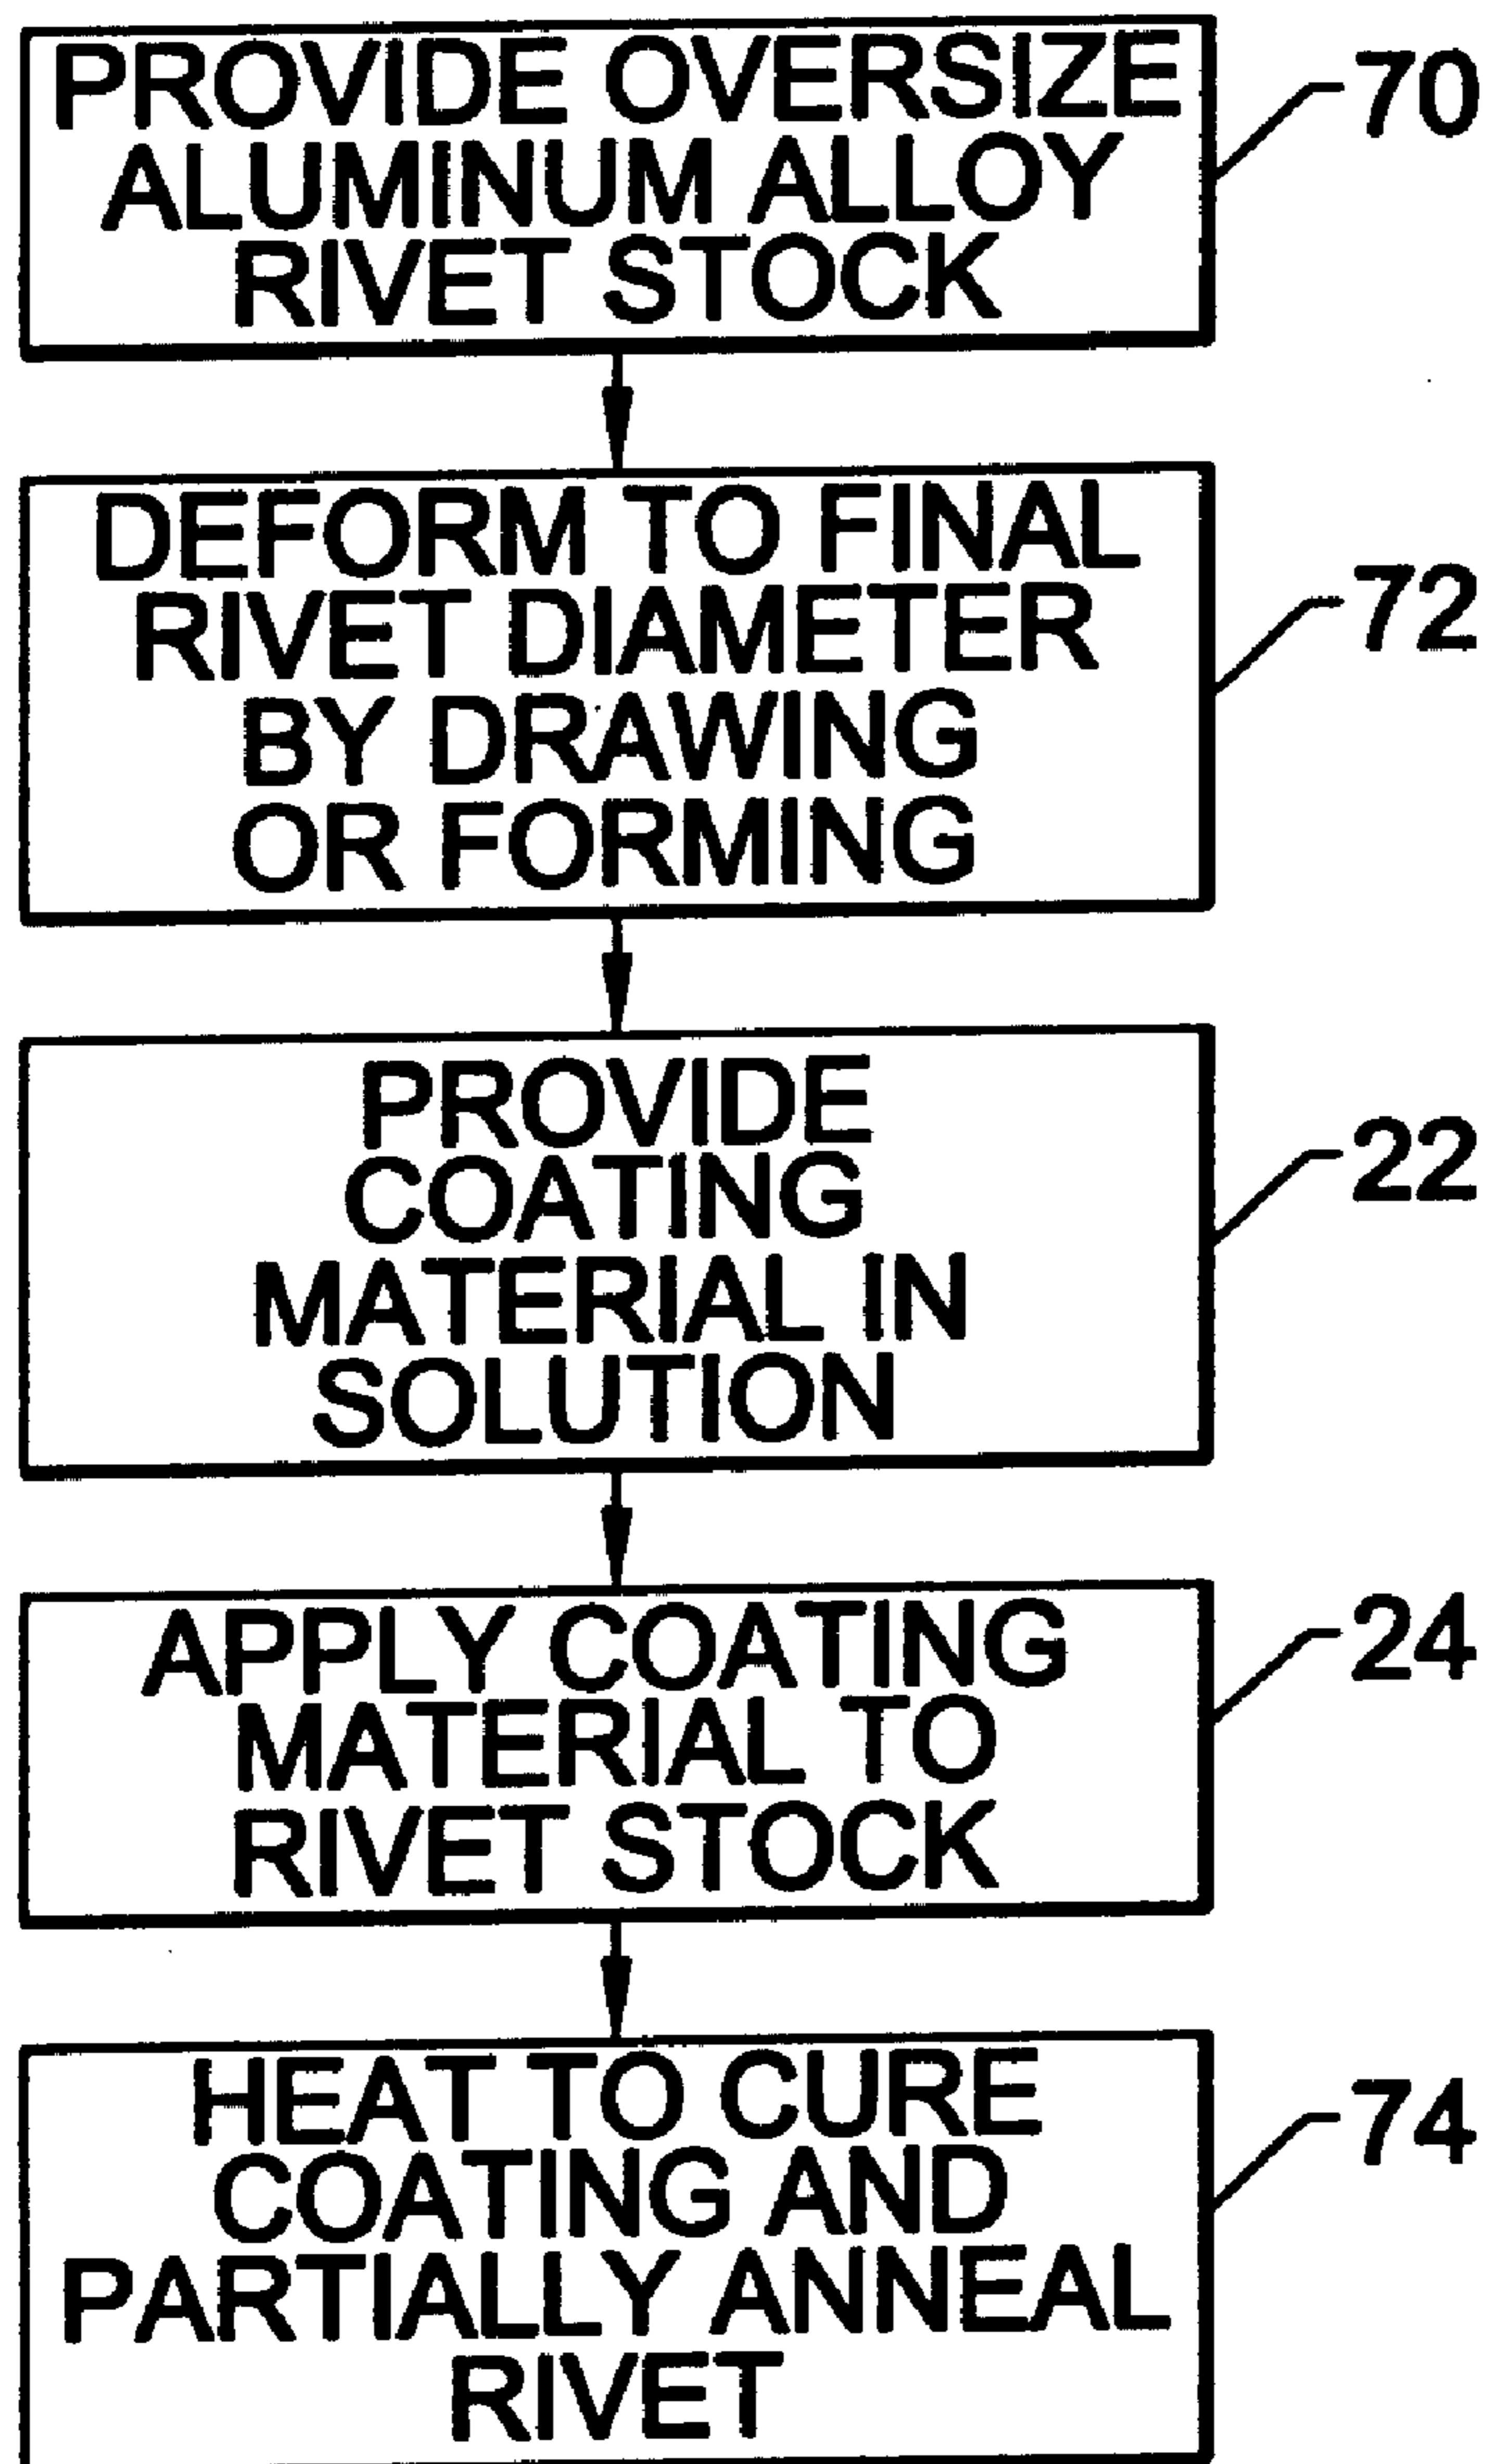 PROVIDE OVERSIZE
ALUMINUM ALLOY
RIVET STOCK
70
DEFORM TO FINAL
RIVET DIAMETER
BY DRAWING
OR FORMING
72
PROVIDE
COATING
MATERIAL IN
SOLUTION
22
APPLY COATING
MATERIAL TO
RIVET STOCK
24
HEAT TO CURE
COATING AND
PARTIALLY ANNEAL
RIVET
74